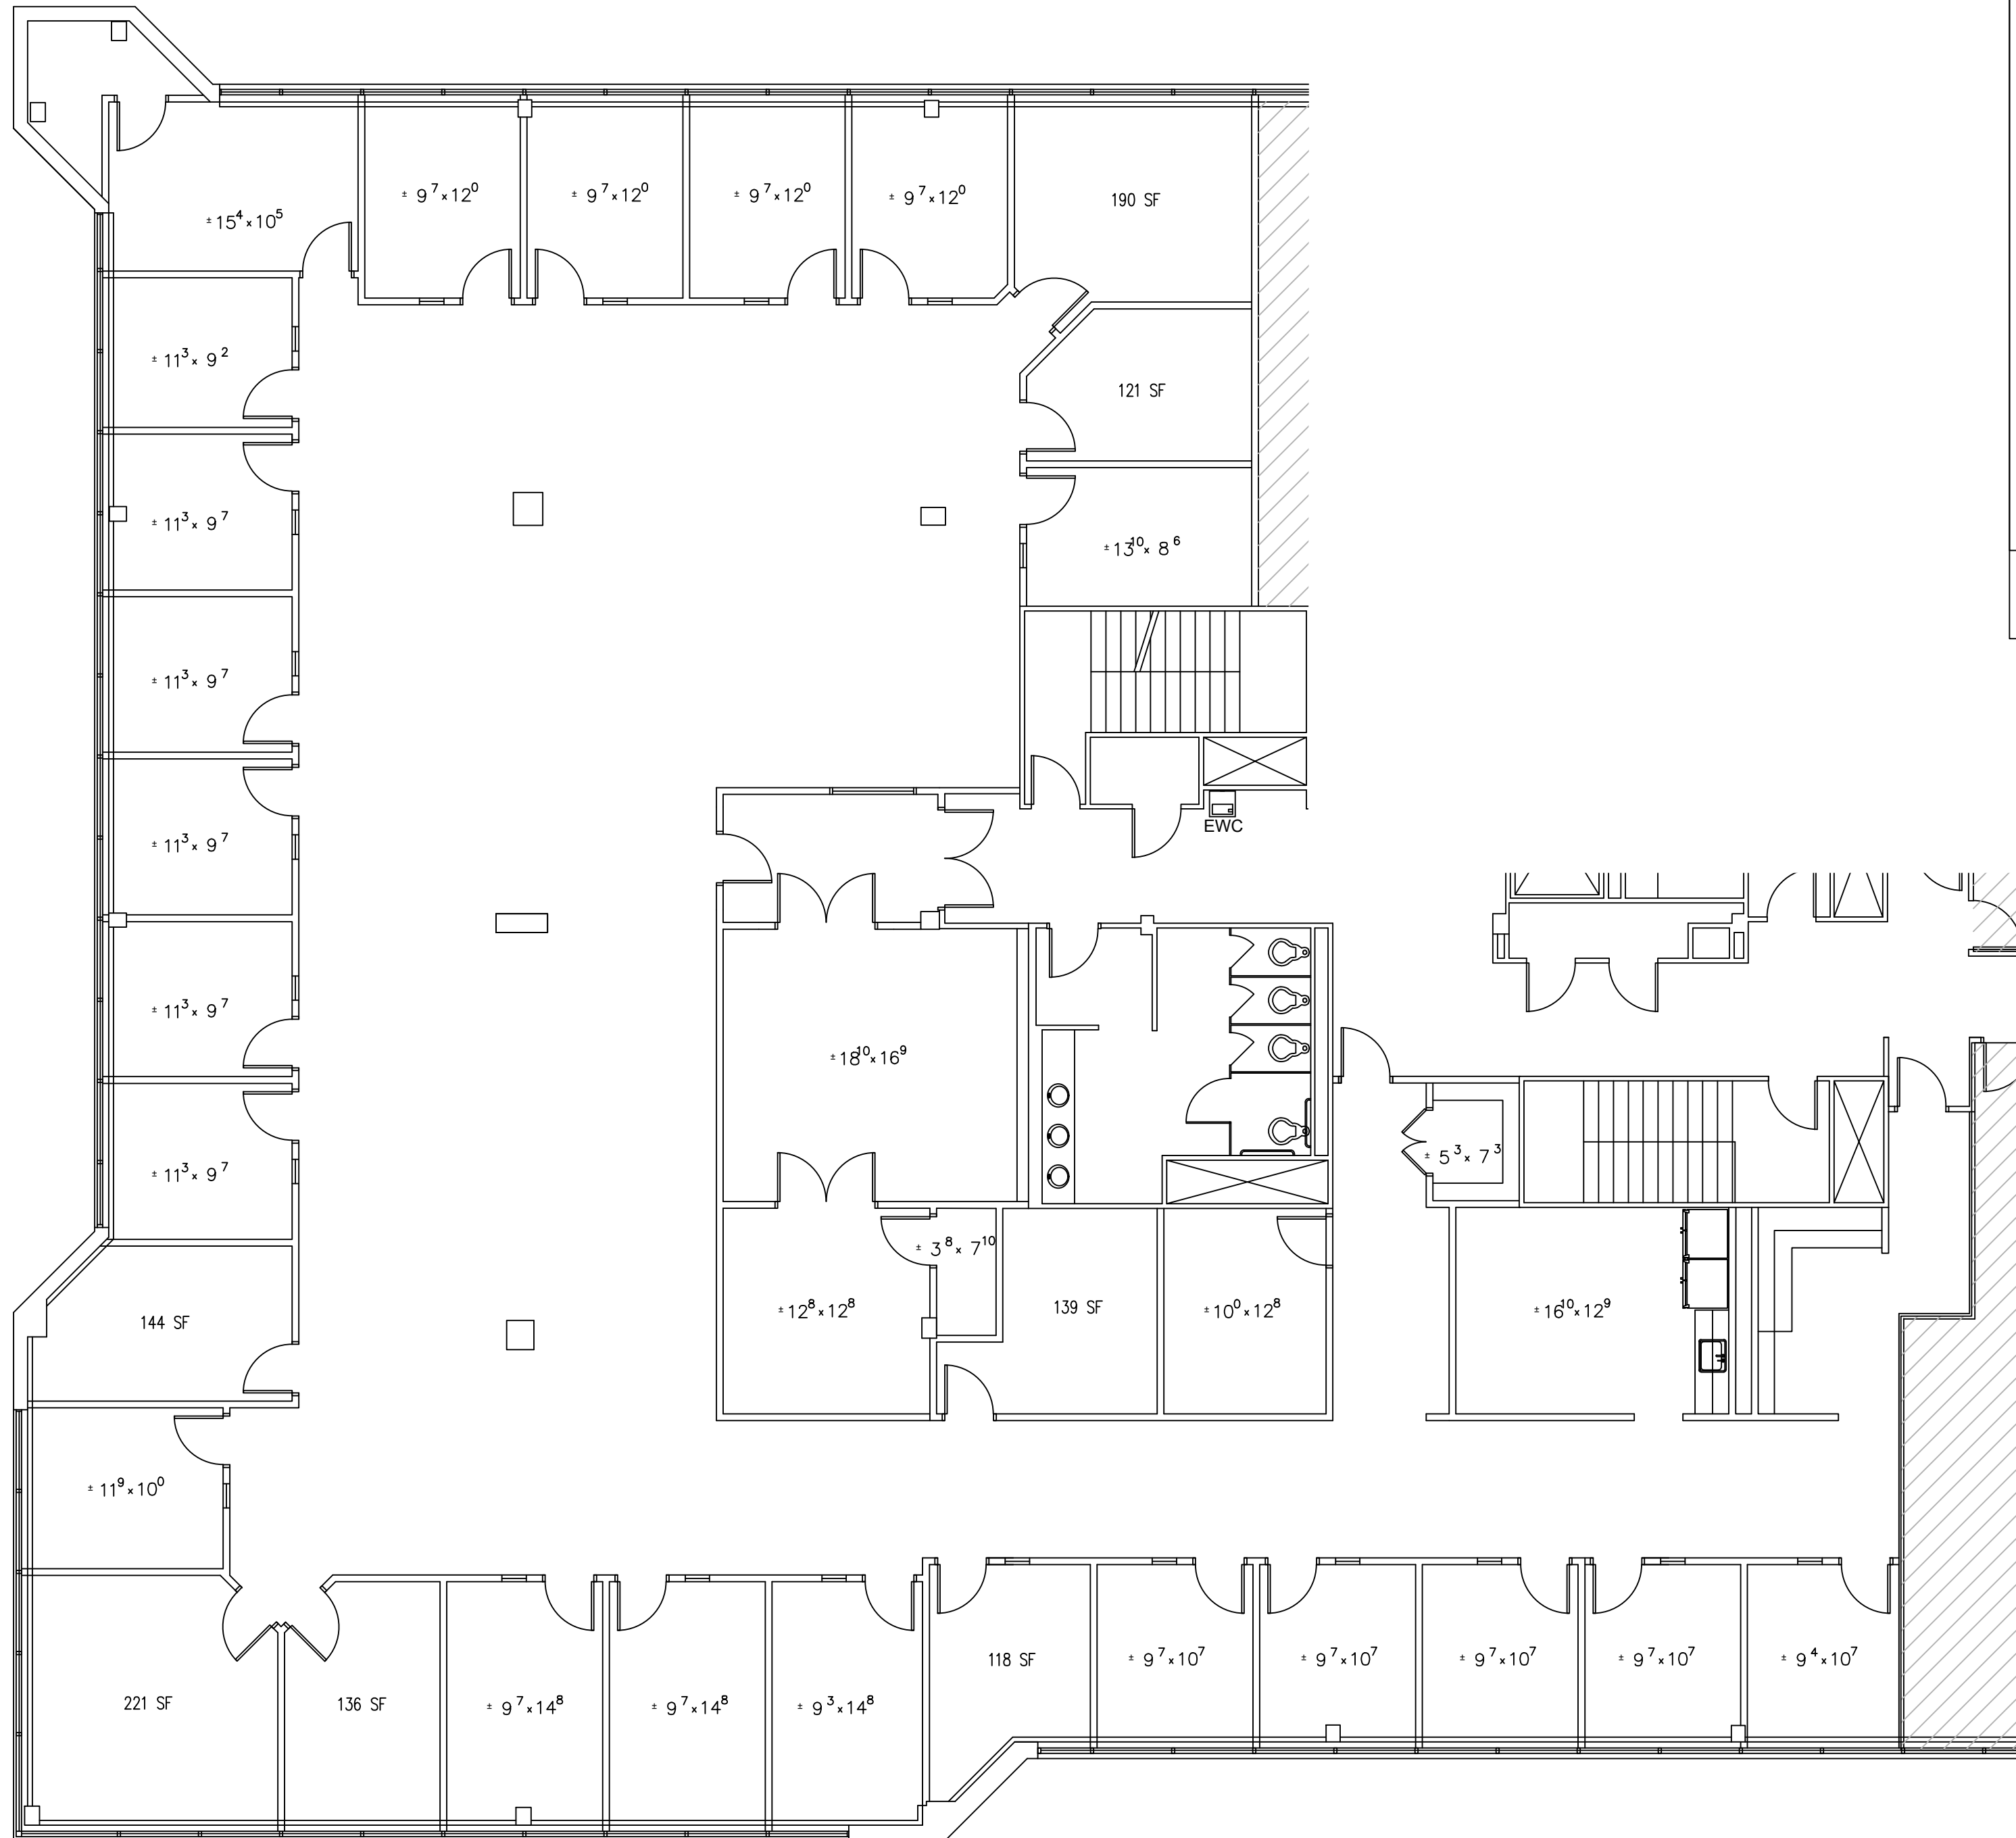 ± 9⁷ x 12⁰
± 9⁷ x 12⁰
± 9⁷ x 12⁰
± 9⁷ x 12⁰
190 SF
± 15⁴ x 10⁵
± 11³ x 9²
121 SF
± 11³ x 9⁷
± 13¹⁰ x 8⁶
± 11³ x 9⁷
EWC
± 11³ x 9⁷
± 11³ x 9⁷
± 18¹⁰ x 16⁹
± 11³ x 9⁷
± 5³ x 7³
± 3⁸ x 7¹⁰
144 SF
± 12⁸ x 12⁸
139 SF
± 10⁰ x 12⁸
± 16¹⁰ x 12⁹
± 11⁹ x 10⁰
118 SF
± 9⁷ x 10⁷
± 9⁷ x 10⁷
± 9⁷ x 10⁷
± 9⁷ x 10⁷
± 9⁴ x 10⁷
221 SF
136 SF
± 9⁷ x 14⁸
± 9⁷ x 14⁸
± 9³ x 14⁸